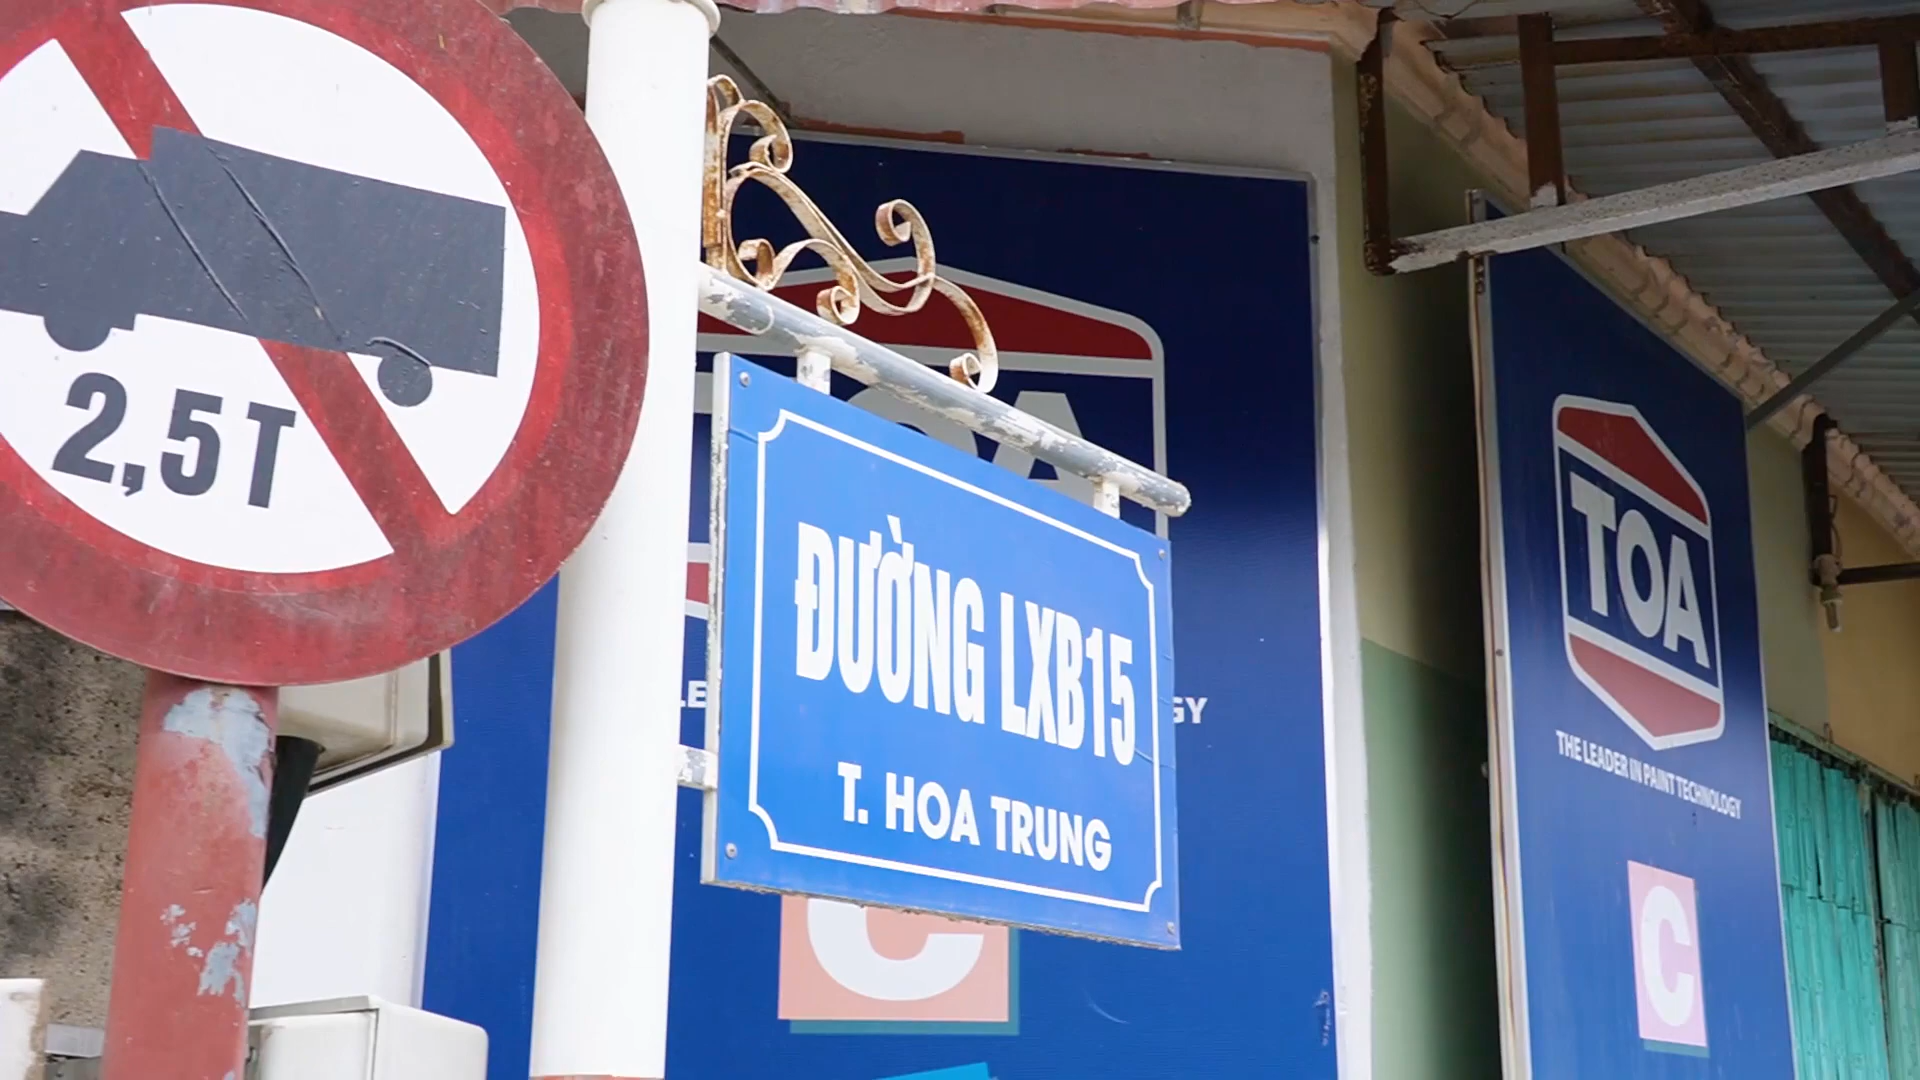 2,5T
ĐƯỜNG LXB15
T. HOA TRUNG
TOA
THE LEADER IN PAINT TECHNOLOGY
C
C